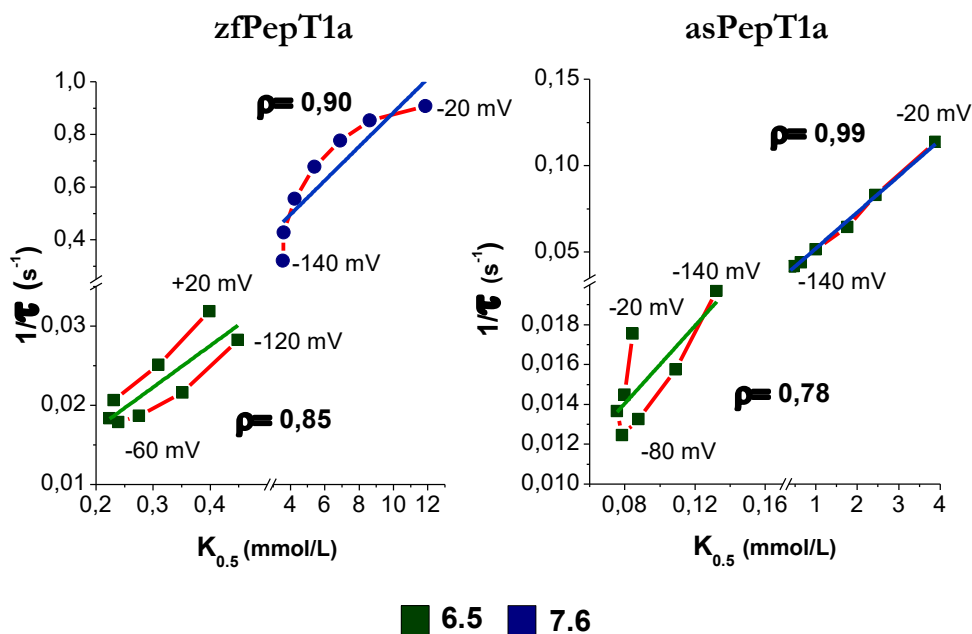 zfPepT1a
asPepT1a
1,0
0,8
0,6
0,4
0,03
0,02
0,01
1/τ (s⁻¹)
ρ= 0,90
-20 mV
-140 mV
+20 mV
-120 mV
-60 mV
ρ= 0,85
0,2
0,3
0,4
4
6
8
10
12
K0.5 (mmol/L)
0,15
0,10
0,05
0,018
0,016
0,014
0,012
0,010
1/τ (s⁻¹)
ρ= 0,99
-20 mV
-140 mV
-140 mV
-20 mV
-80 mV
ρ= 0,78
0,08
0,12
0,16
1
2
3
4
K0.5 (mmol/L)
6.5
7.6